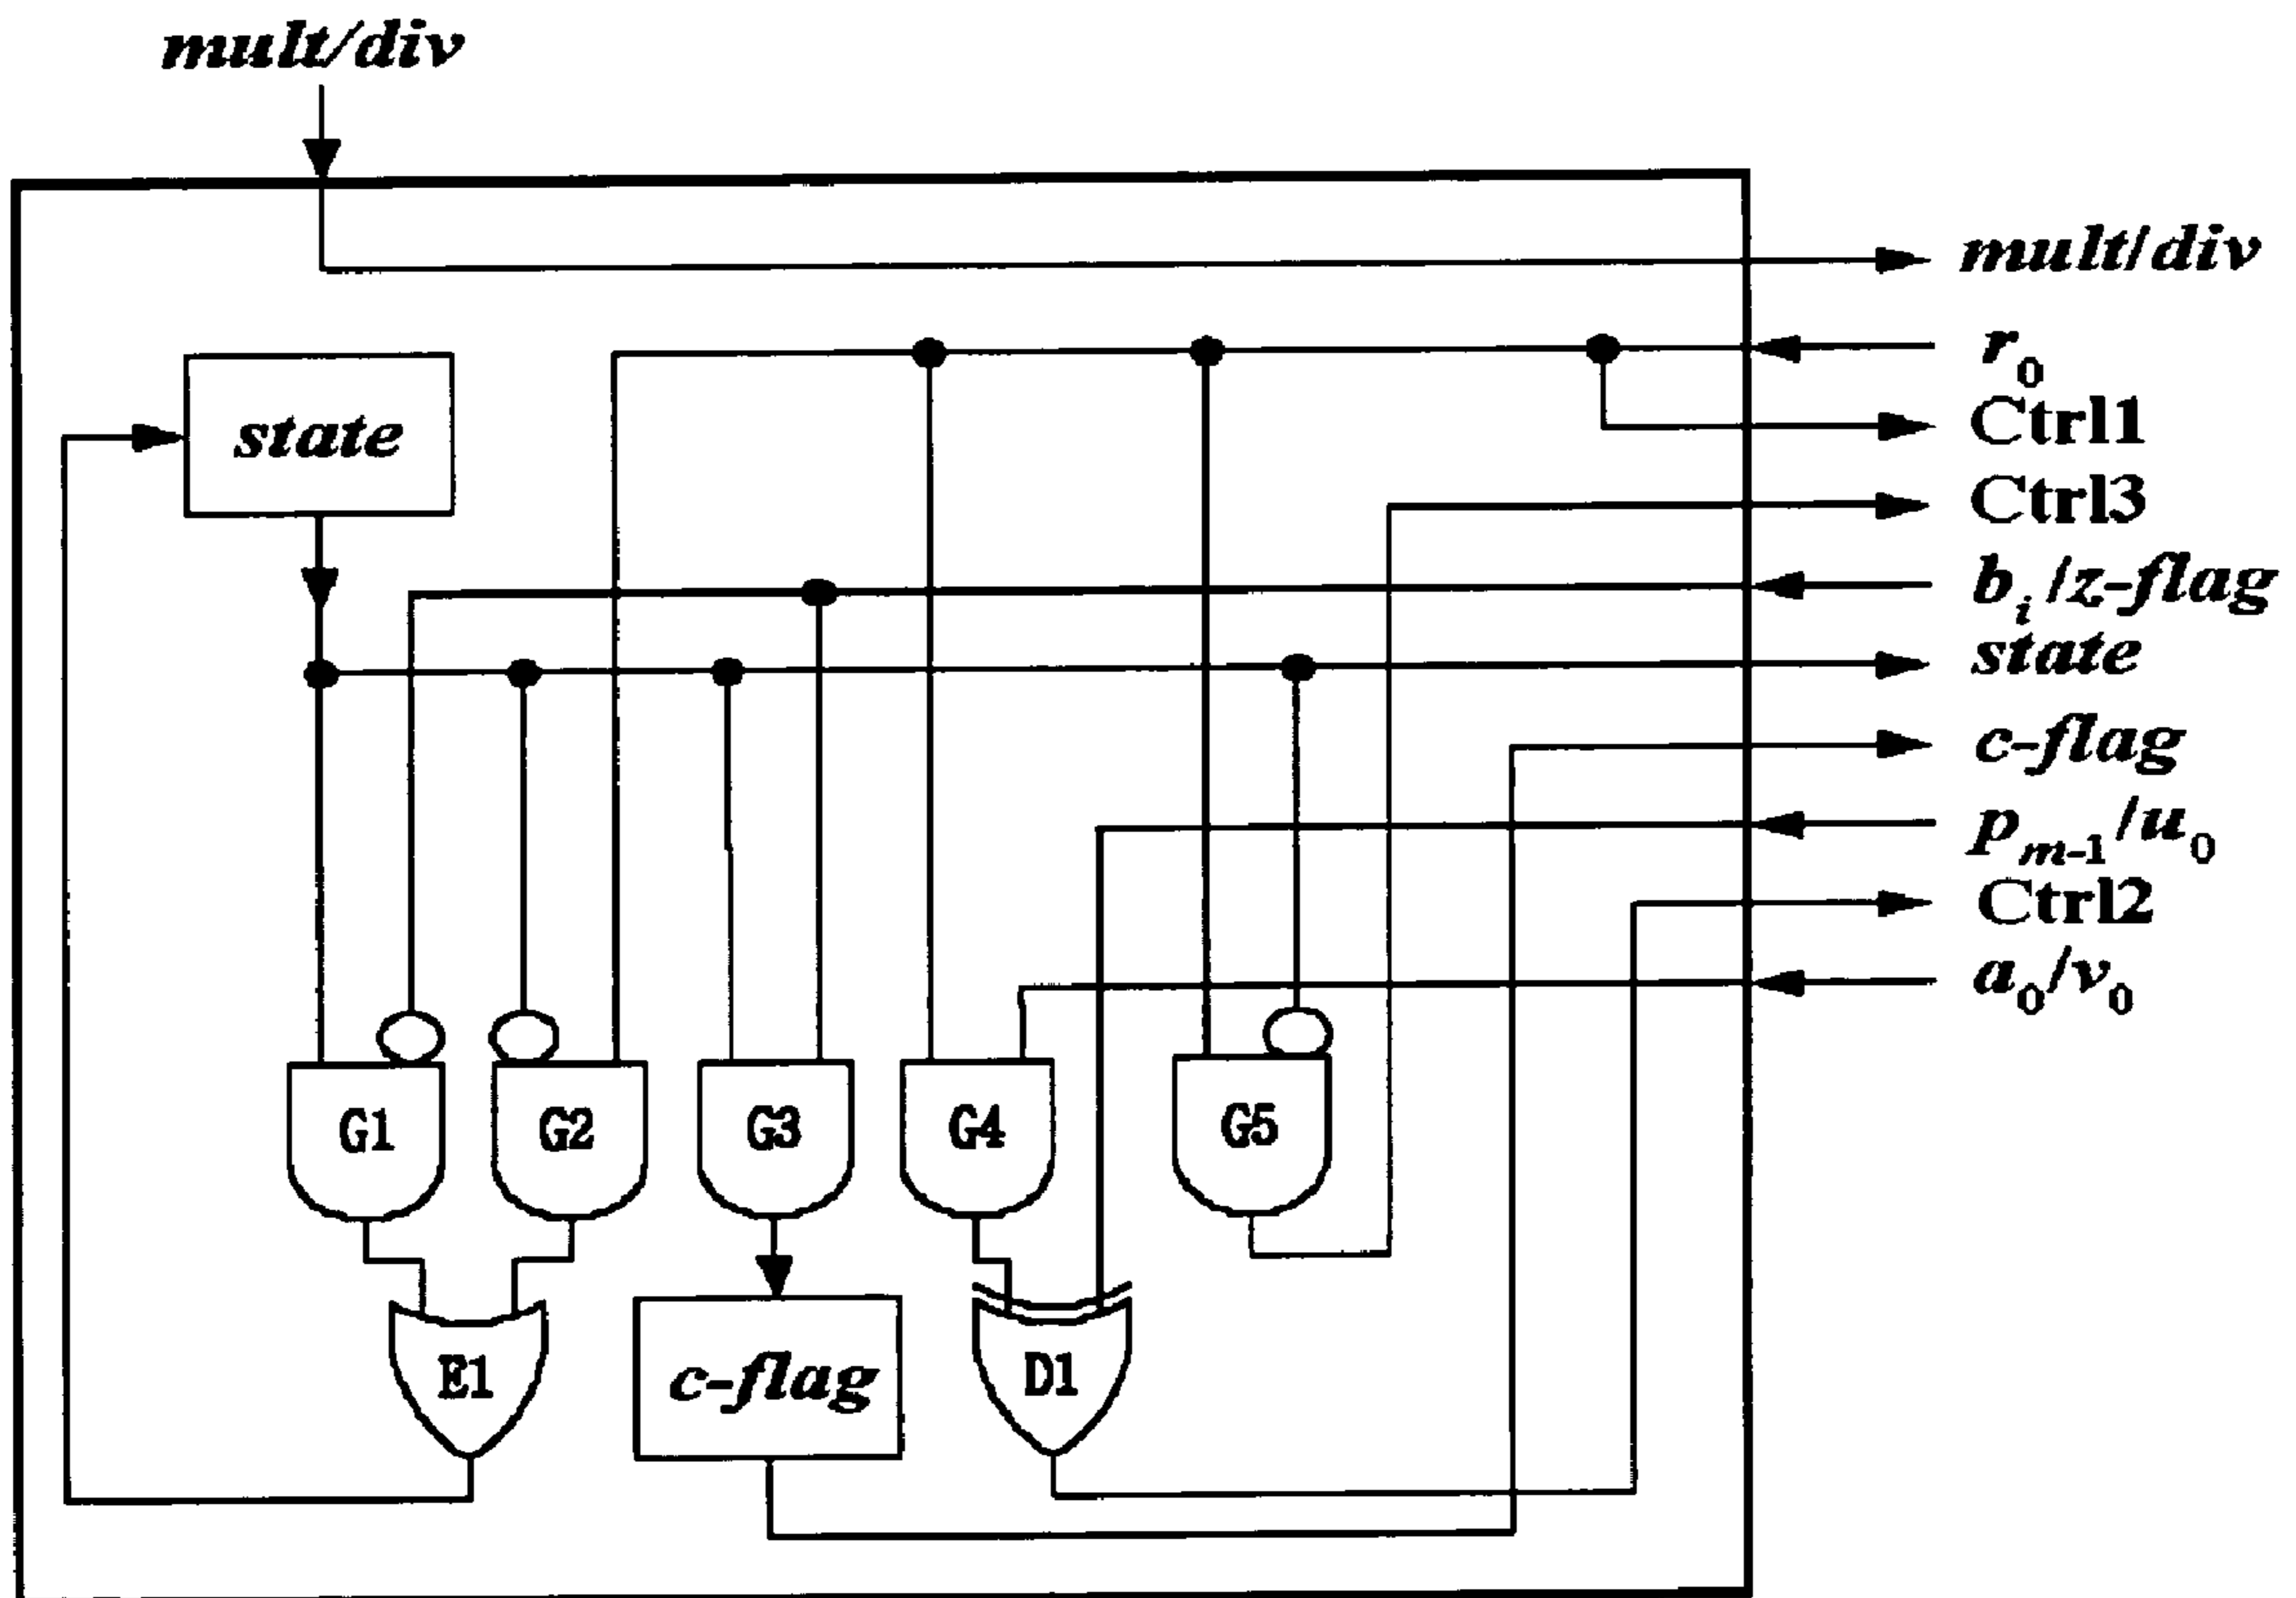 mult/div
mult/div
r0
Ctrl1
state
Ctrl3
bi/z-flag
state
c-flag
pm-1/u0
Ctrl2
a0/v0
G1
G2
G3
G4
G5
E1
c-flag
D1